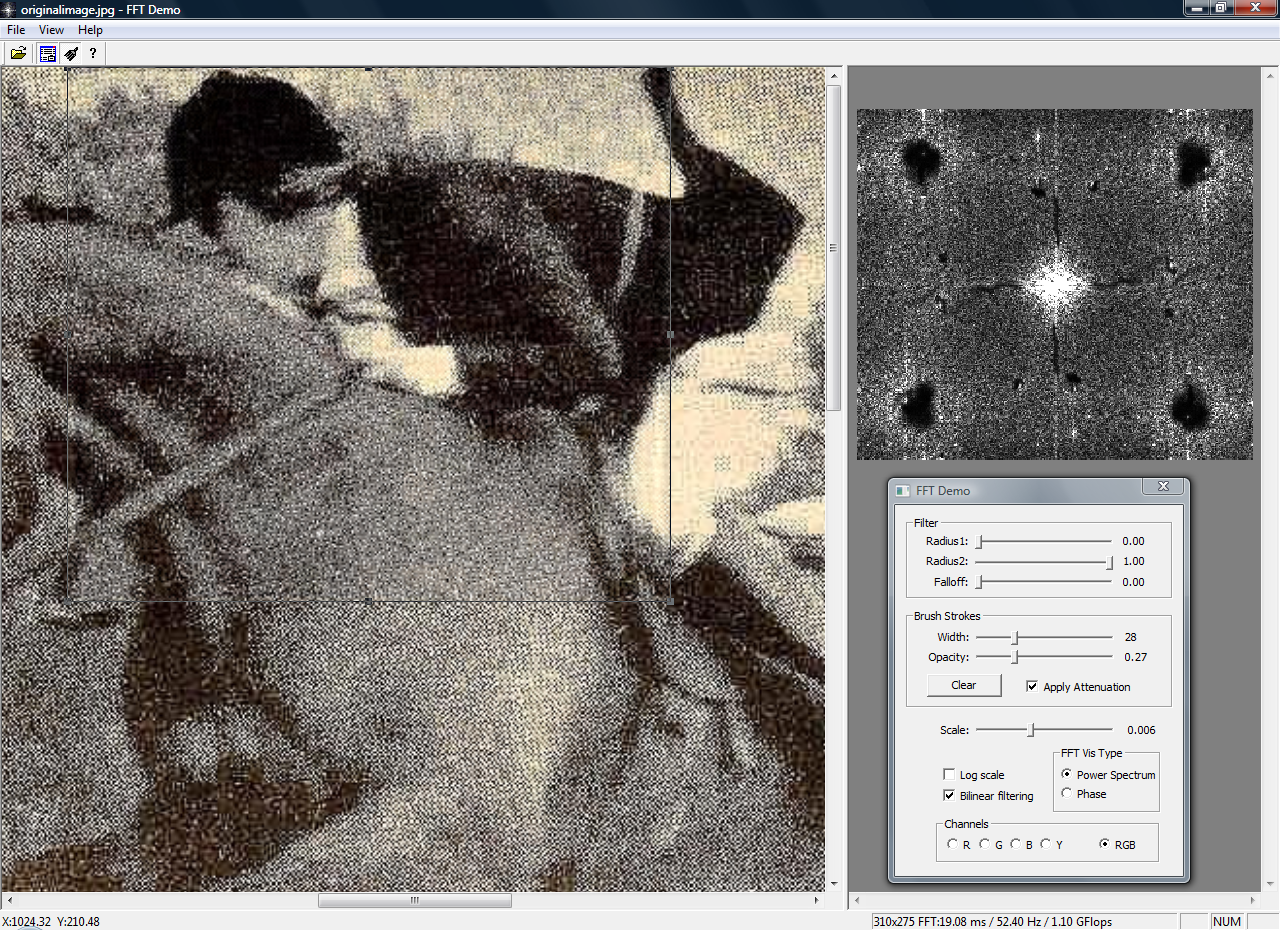 originalimage.jpg - FFT Demo
File View Help
?
FFT Demo
Filter
Radius1: 0.00
Radius2: 1.00
Falloff: 0.00
Brush Strokes
Width: 28
Opacity: 0.27
Clear Apply Attenuation
Scale: 0.006
FFT Vis Type
Log scale Power Spectrum
Bilinear filtering Phase
Channels
R G B Y RGB
X:1024.32 Y:210.48 310x275 FFT:19.08 ms / 52.40 Hz / 1.10 GFlops NUM